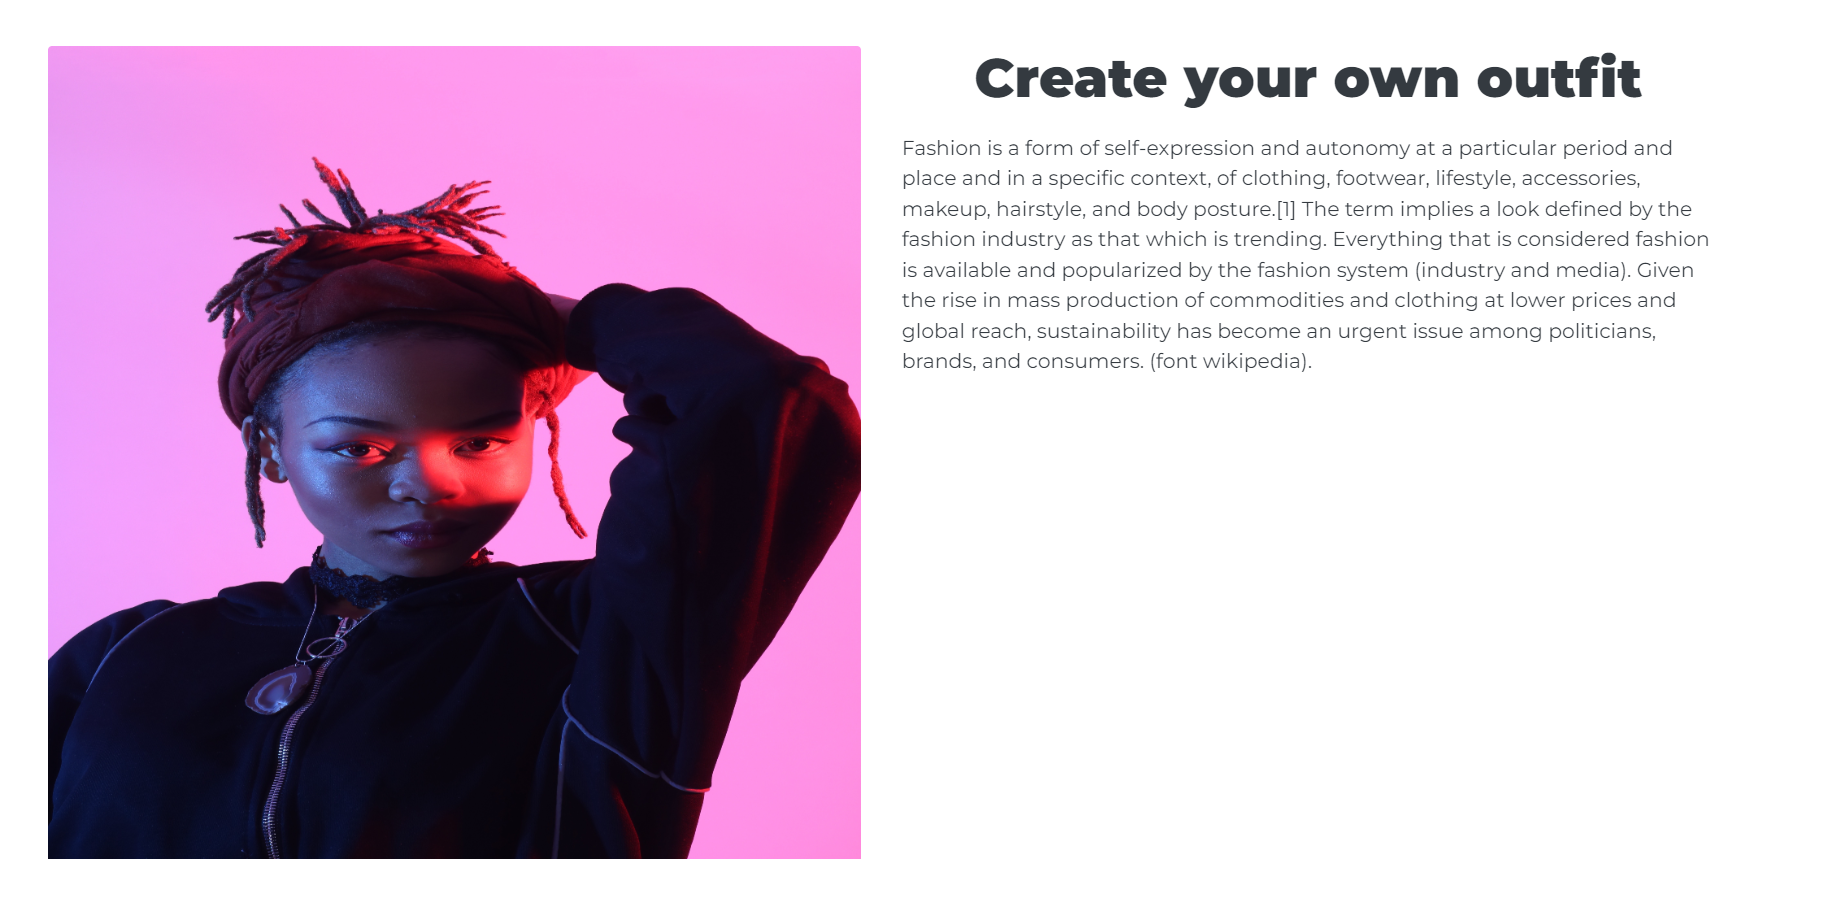 Create your own outfit
Fashion is a form of self-expression and autonomy at a particular period and
place and in a specific context, of clothing, footwear, lifestyle, accessories,
makeup, hairstyle, and body posture.[1] The term implies a look defined by the
fashion industry as that which is trending. Everything that is considered fashion
is available and popularized by the fashion system (industry and media). Given
the rise in mass production of commodities and clothing at lower prices and
global reach, sustainability has become an urgent issue among politicians,
brands, and consumers. (font wikipedia).